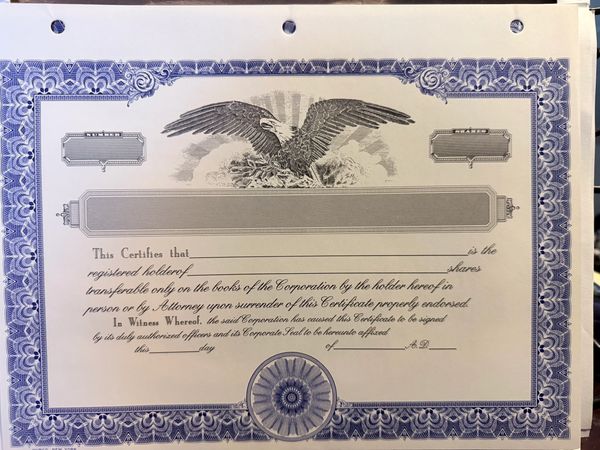 NUMBER
SHARES
This Certifies that is the
registered holder of shares
transferable only on the books of the Corporation by the holder hereof in
person or by Attorney upon surrender of this Certificate properly endorsed.
In Witness Whereof, the said Corporation has caused this Certificate to be signed
by its duly authorized officers and its Corporate Seal to be hereunto affixed
this day of A.D.
NEW YORK